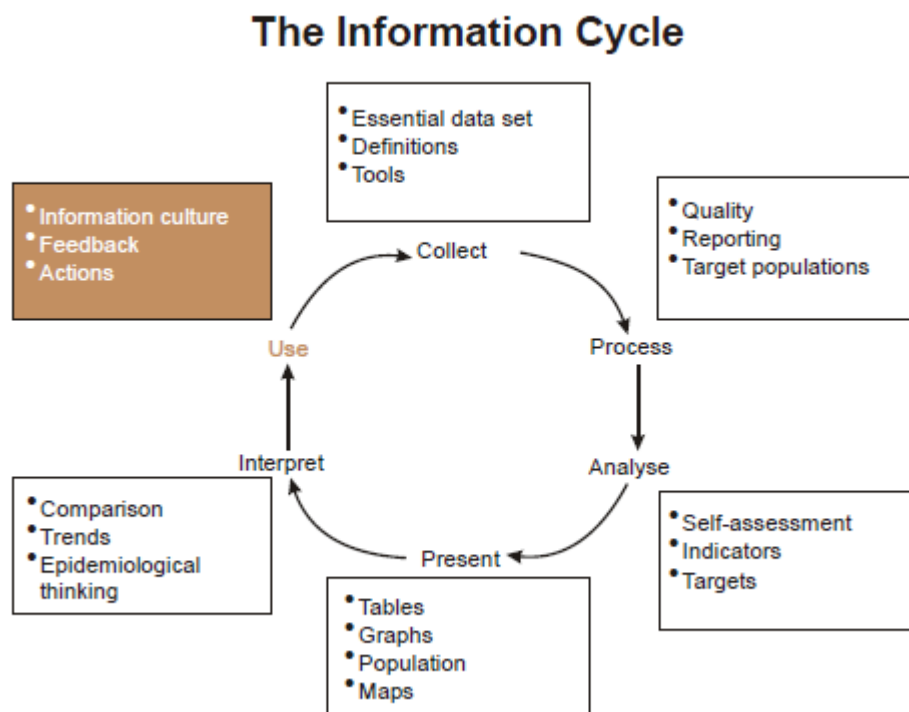 The Information Cycle
Essential data set
Definitions
Tools
Collect
Information culture
Feedback
Actions
Use
Quality
Reporting
Target populations
Process
Analyse
Self-assessment
Indicators
Targets
Present
Tables
Graphs
Population
Maps
Interpret
Comparison
Trends
Epidemiological
thinking